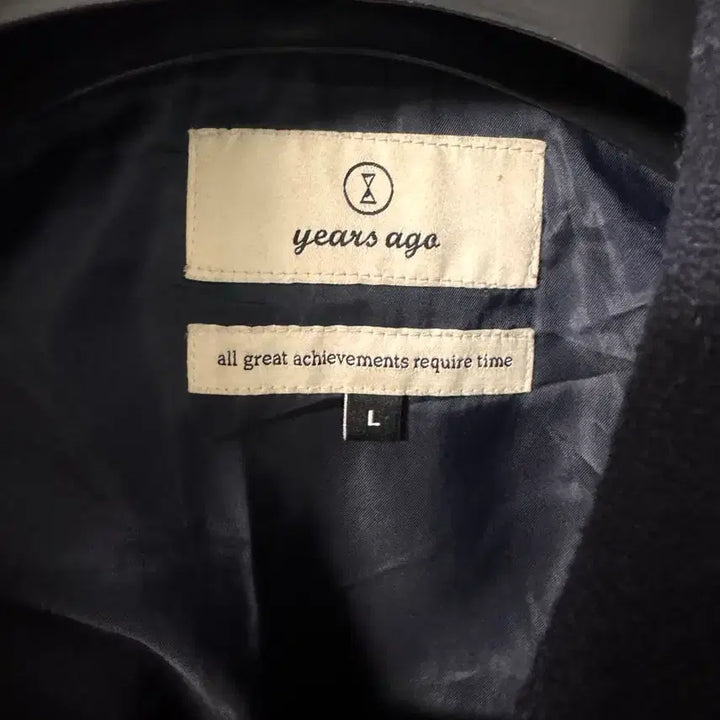 years ago
all great achievements require time
L